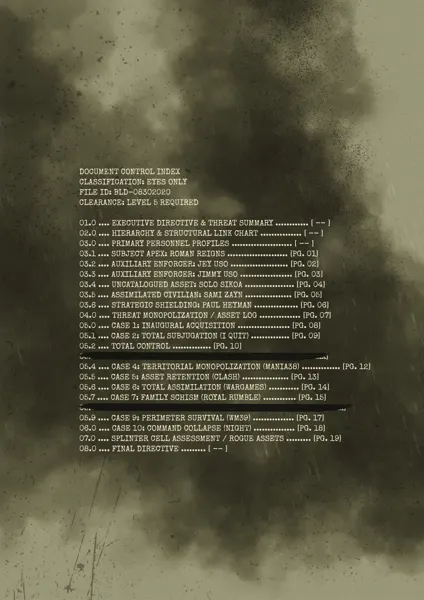 DOCUMENT CONTROL INDEX
CLASSIFICATION: EYES ONLY
FILE ID: BLD-08302020
CLEARANCE: LEVEL 5 REQUIRED
01.0 .... EXECUTIVE DIRECTIVE & THREAT SUMMARY ............ [ -- ]
02.0 .... HIERARCHY & STRUCTURAL LINK CHART ............... [ -- ]
03.0 .... PRIMARY PERSONNEL PROFILES ...................... [ -- ]
03.1 .... SUBJECT APEX: ROMAN REIGNS ...................... [PG. 01]
03.2 .... AUXILIARY ENFORCER: JEY USO ..................... [PG. 02]
03.3 .... AUXILIARY ENFORCER: JIMMY USO .................... [PG. 03]
03.4 .... UNCATALOGUED ASSET: SOLO SIKOA ................... [PG. 04]
03.5 .... ASSIMILATED CIVILIAN: SAMI ZAYN ................. [PG. 05]
03.6 .... STRATEGIC SHIELDING: PAUL HEYMAN ................ [PG. 06]
04.0 .... THREAT MONOPOLIZATION / ASSET LOG ................ [PG. 07]
05.0 .... CASE 1: INAUGURAL ACQUISITION ................... [PG. 08]
05.1 .... CASE 2: TOTAL SUBJUGATION (I QUIT) .............. [PG. 09]
05.2 .... TOTAL CONTROL .............. [PG. 10]
05.4 .... CASE 4: TERRITORIAL MONOPOLIZATION (MANIA38) .............. [PG. 12]
05.5 .... CASE 5: ASSET RETENTION (CLASH) .............. [PG. 13]
05.6 .... CASE 6: TOTAL ASSIMILATION (WARGAMES) ............ [PG. 14]
05.7 .... CASE 7: FAMILY SCHISM (ROYAL RUMBLE) ............. [PG. 15]
05.9 .... CASE 9: PERIMETER SURVIVAL (WM39) ............... [PG. 17]
06.0 .... CASE 10: COMMAND COLLAPSE (NIGHT) ............... [PG. 18]
07.0 .... SPLINTER CELL ASSESSMENT / ROGUE ASSETS ......... [PG. 19]
08.0 .... FINAL DIRECTIVE ......... [ -- ]